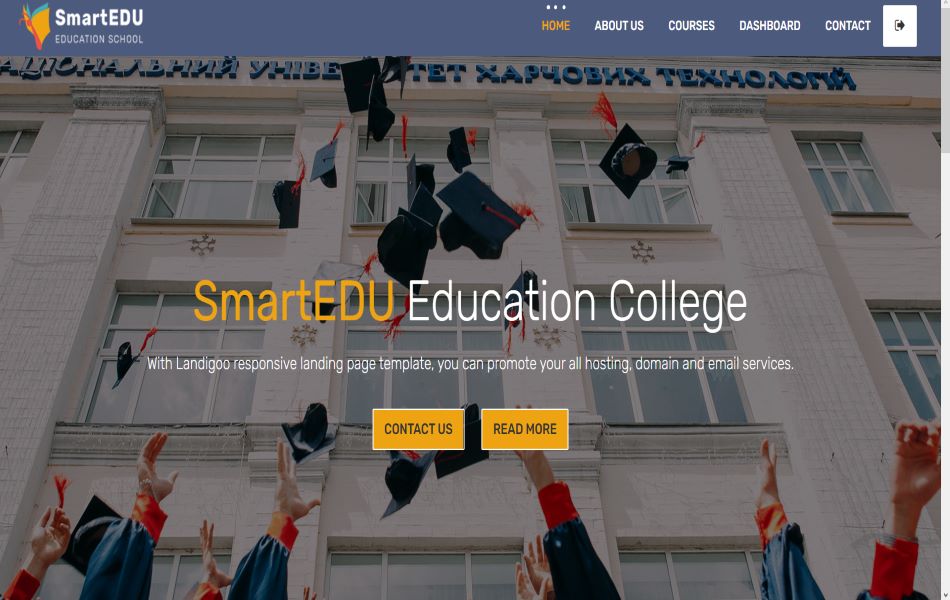 SmartEDU
EDUCATION SCHOOL
HOME
ABOUT US
COURSES
DASHBOARD
CONTACT
АЦІОНАЛЬНИЙ УНІВЕ ТЕТ ХАРЧОВИХ ТЕХНОЛОГІЙ
SmartEDU Education College
With Landigoo responsive landing page template, you can promote your all hosting, domain and email services.
CONTACT US
READ MORE